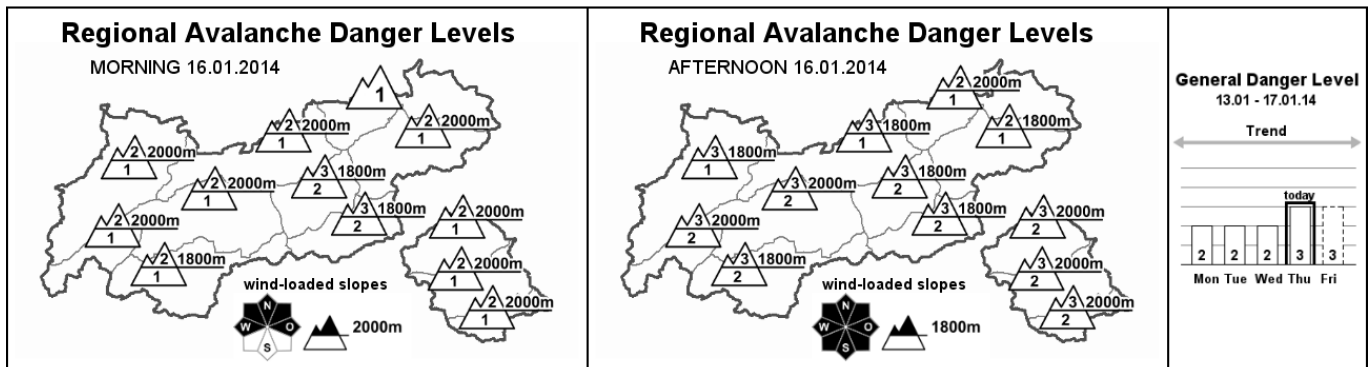 Regional Avalanche Danger Levels
MORNING 16.01.2014
1
2 2000m
1
2 2000m
1
2 2000m
1
3 1800m
2
2 2000m
1
3 1800m
2
2 2000m
1
2 2000m
1
2 1800m
1
2 2000m
1
2 2000m
1
wind-loaded slopes
N
W O
S
2000m
Regional Avalanche Danger Levels
AFTERNOON 16.01.2014
2 2000m
1
3 1800m
1
2 1800m
1
3 1800m
1
3 1800m
2
3 2000m
2
3 1800m
2
3 2000m
2
3 2000m
2
3 1800m
2
3 2000m
2
3 2000m
2
wind-loaded slopes
N
W O
S
1800m
General Danger Level
13.01 - 17.01.14
Trend
today
2 2 2 3 3
Mon Tue Wed Thu Fri